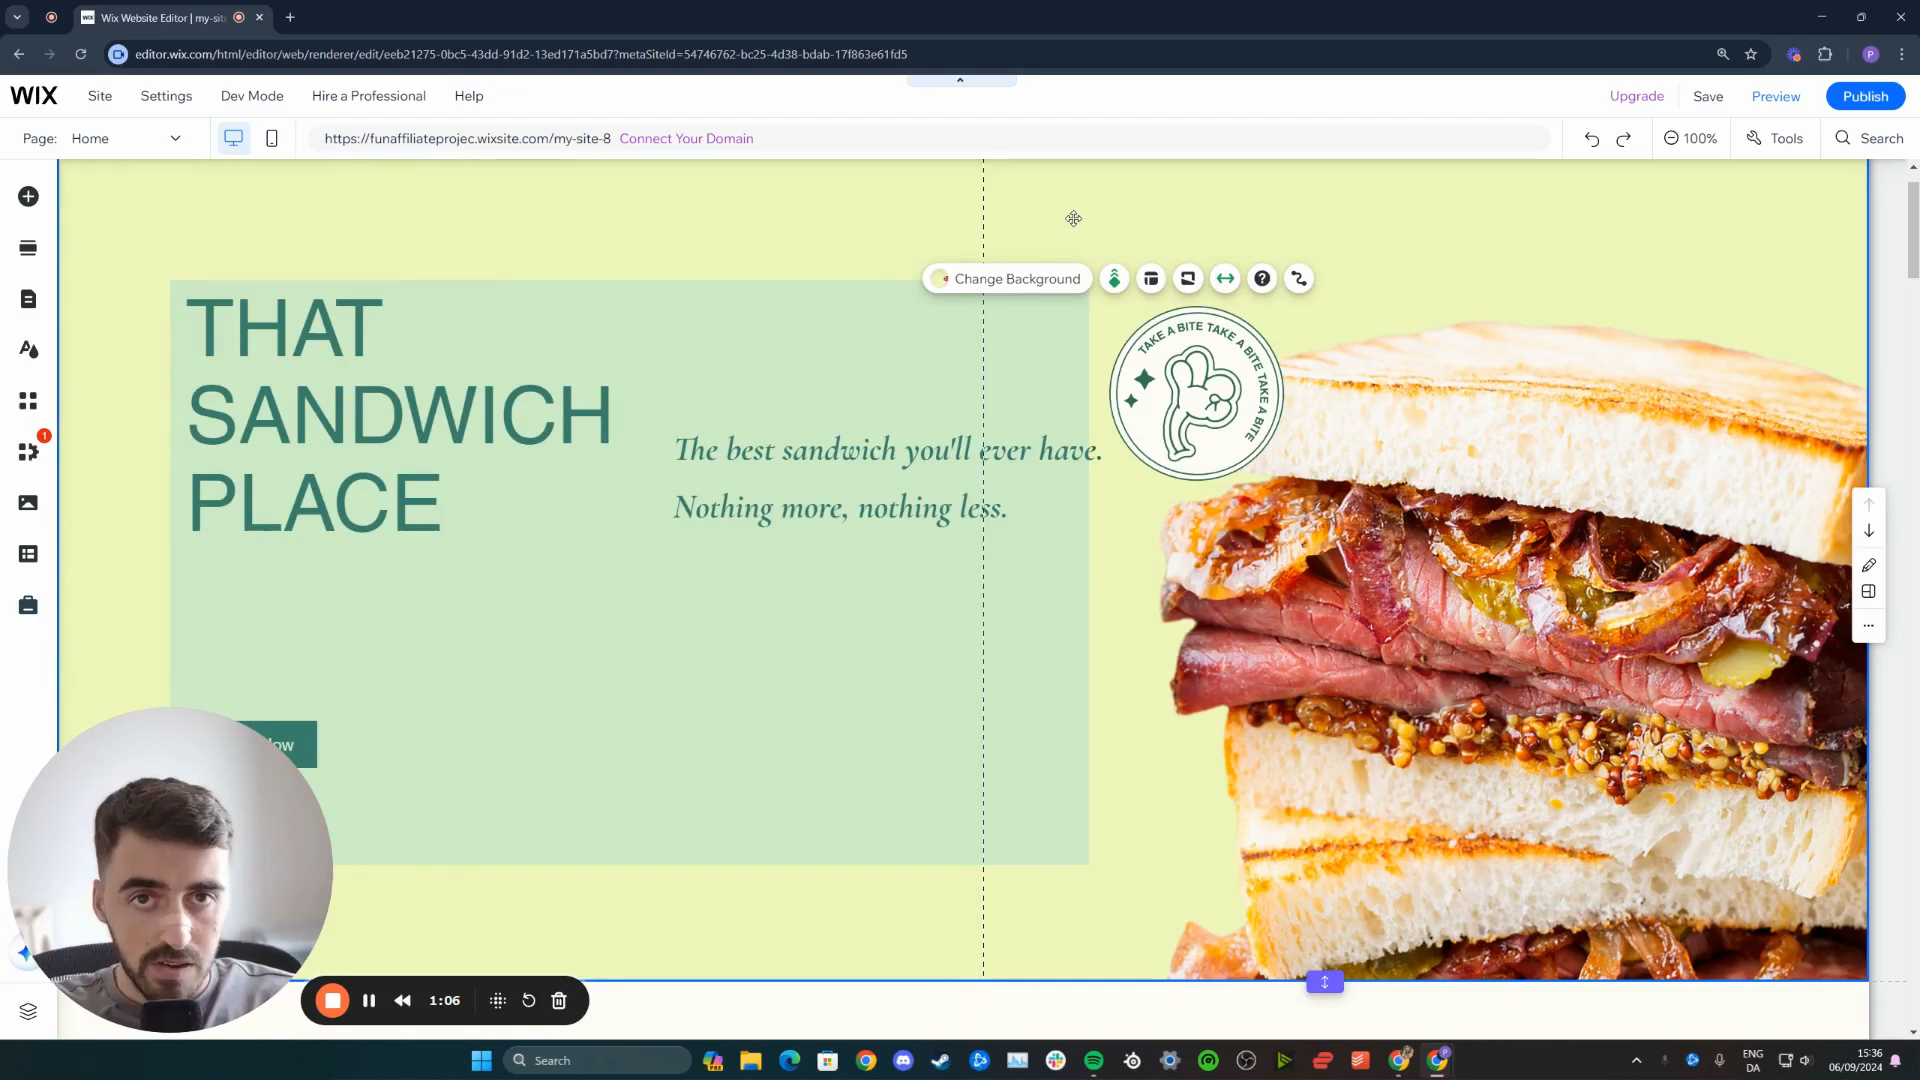 Wix Website Editor | my-sit
editor.wix.com/html/editor/web/renderer/edit/eeb21275-0bc5-43dd-91d2-13ed171a5bd7?metaSiteId=54746762-bc25-4d38-bdab-17f863e61fd5
WIX Site Settings Dev Mode Hire a Professional Help Upgrade Save Preview Publish
Page: Home https://funaffiliateprojec.wixsite.com/my-site-8 Connect Your Domain 100% Tools Search
Change Background
THAT
SANDWICH
PLACE
The best sandwich you'll ever have.
Nothing more, nothing less.
TAKE A BITE TAKE A BITE TAKE A BITE
1
1:06
Search
ENG
DA
15:36
06/09/2024